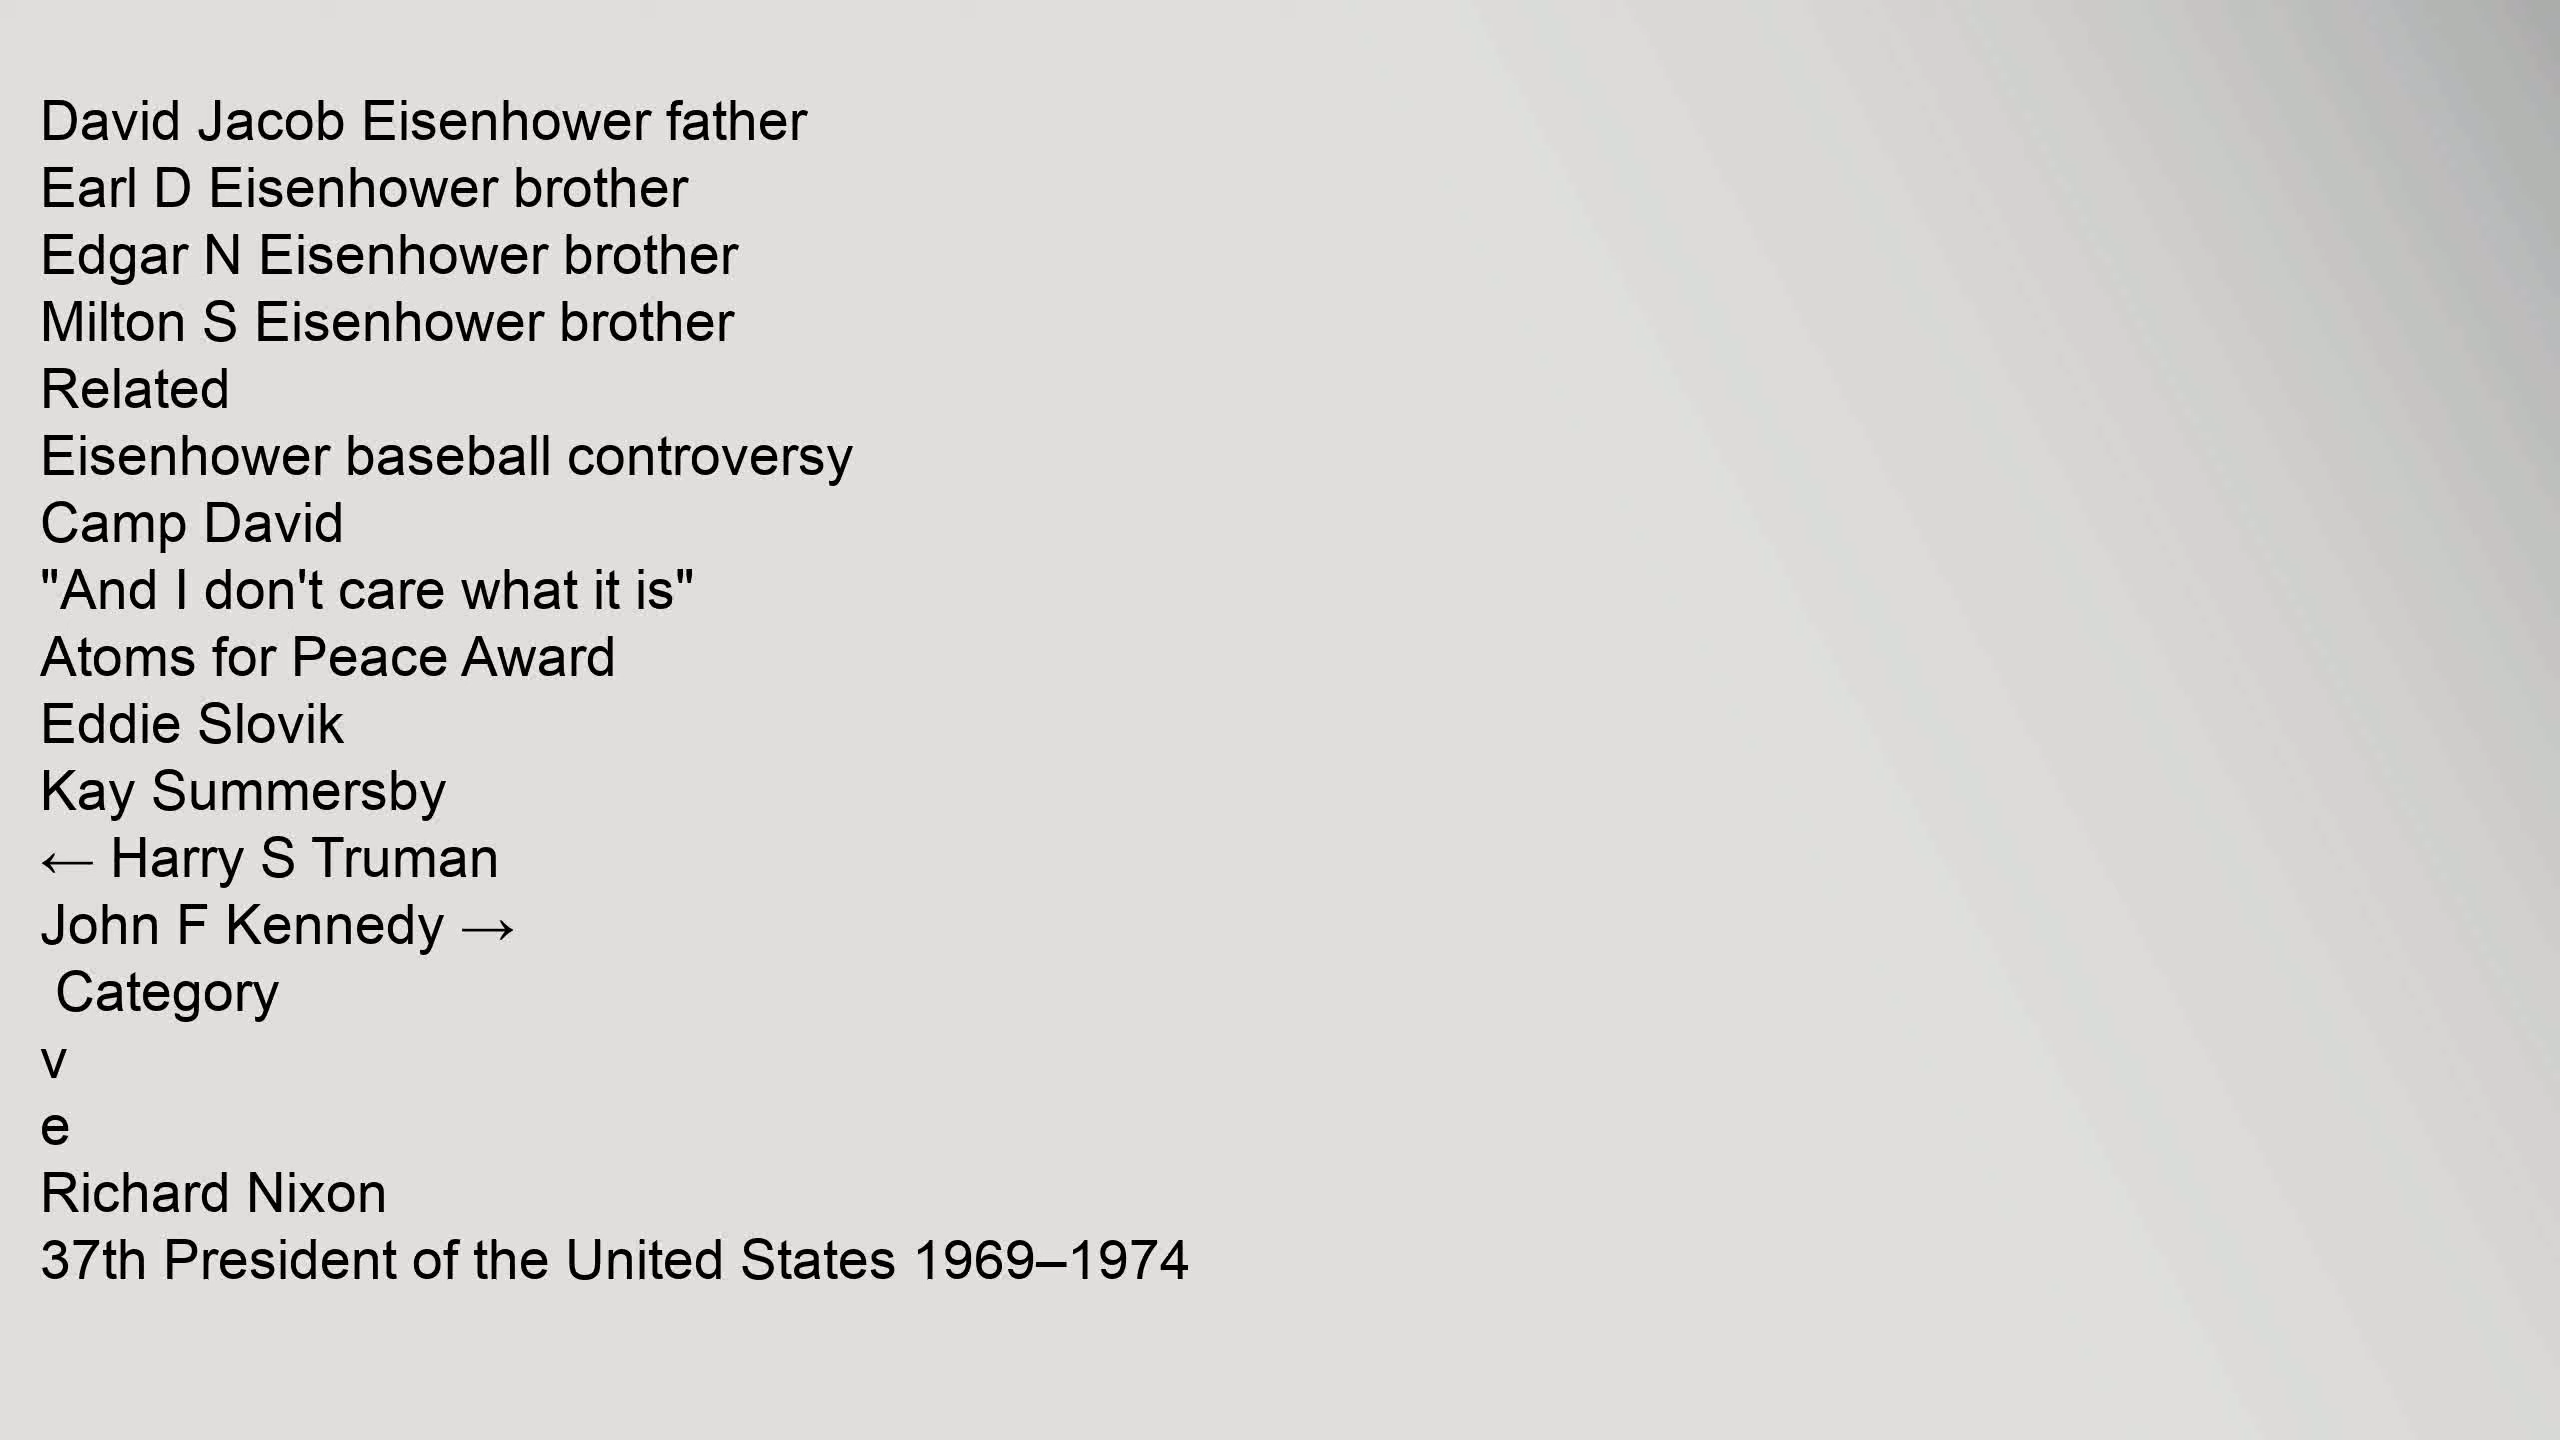 David Jacob Eisenhower father
Earl D Eisenhower brother
Edgar N Eisenhower brother
Milton S Eisenhower brother
Related
Eisenhower baseball controversy
Camp David
"And I don't care what it is"
Atoms for Peace Award
Eddie Slovik
Kay Summersby
← Harry S Truman
John F Kennedy →
Category
v
e
Richard Nixon
37th President of the United States 1969–1974